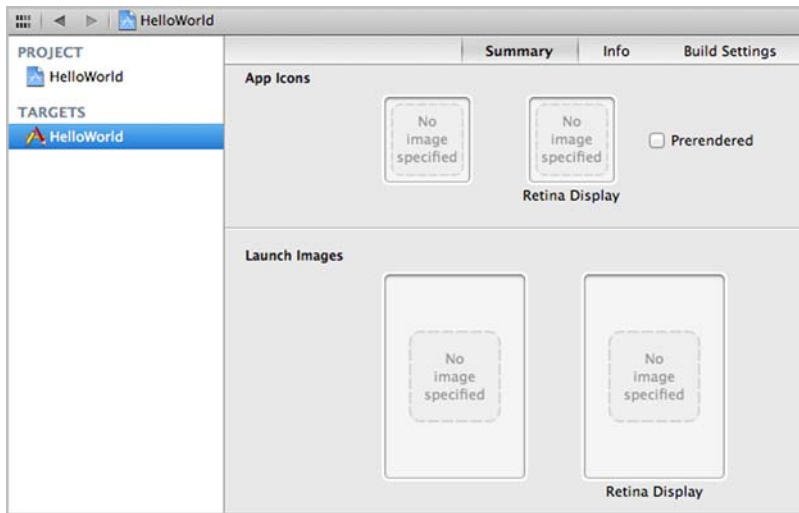 HelloWorld
PROJECT
HelloWorld
TARGETS
HelloWorld
Summary Info Build Settings
App Icons
No
image
specified
No
image
specified
Prerendered
Retina Display
Launch Images
No
image
specified
No
image
specified
Retina Display